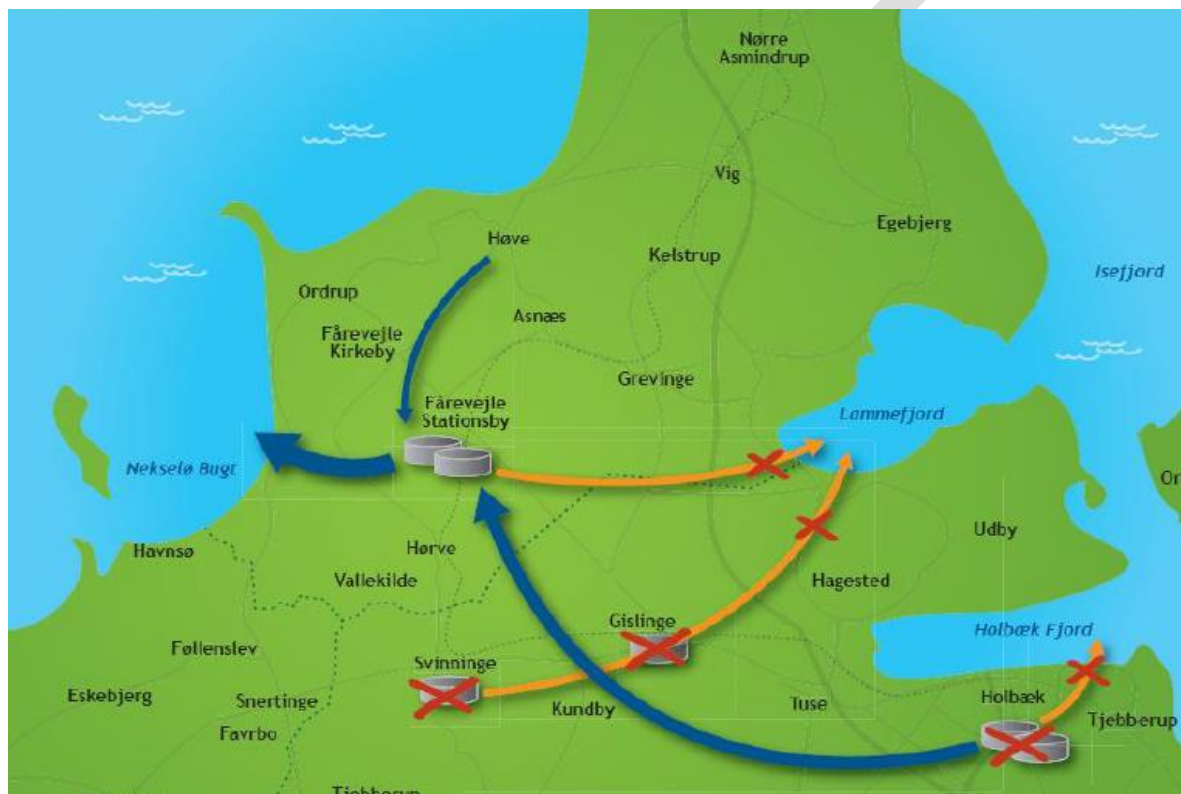 Nørre
Asmindrup
Vig
Egebjerg
Høve
Kelstrup
Isefjord
Ordrup
Asnæs
Fårevejle
Kirkeby
Grevinge
Fårevejle
Stationsby
Lammefjord
Nekselø Bugt
Or
Udby
Havnsø
Hørve
Vallekilde
Hagested
Gislinge
Holbæk Fjord
Føllenslev
Svinninge
Eskebjerg
Snertinge
Kundby
Tuse
Holbæk
Tjebberup
Favrbo
Tjebberup